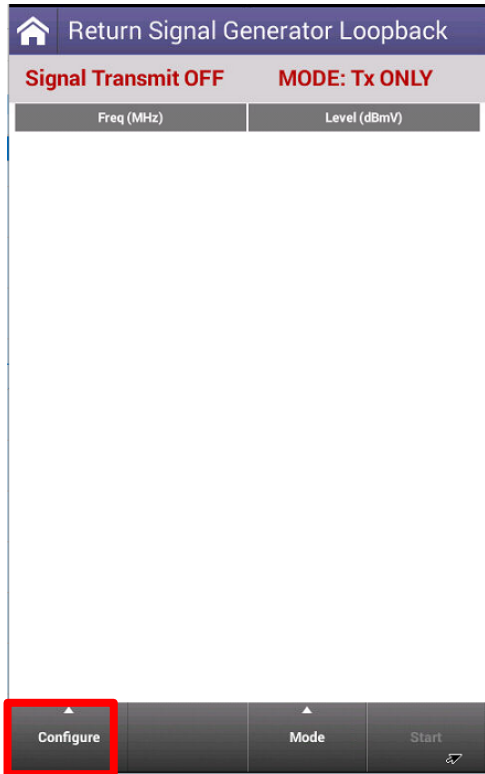 Return Signal Generator Loopback
Signal Transmit OFF MODE: Tx ONLY
Freq (MHz) Level (dBmV)
Configure Mode Start